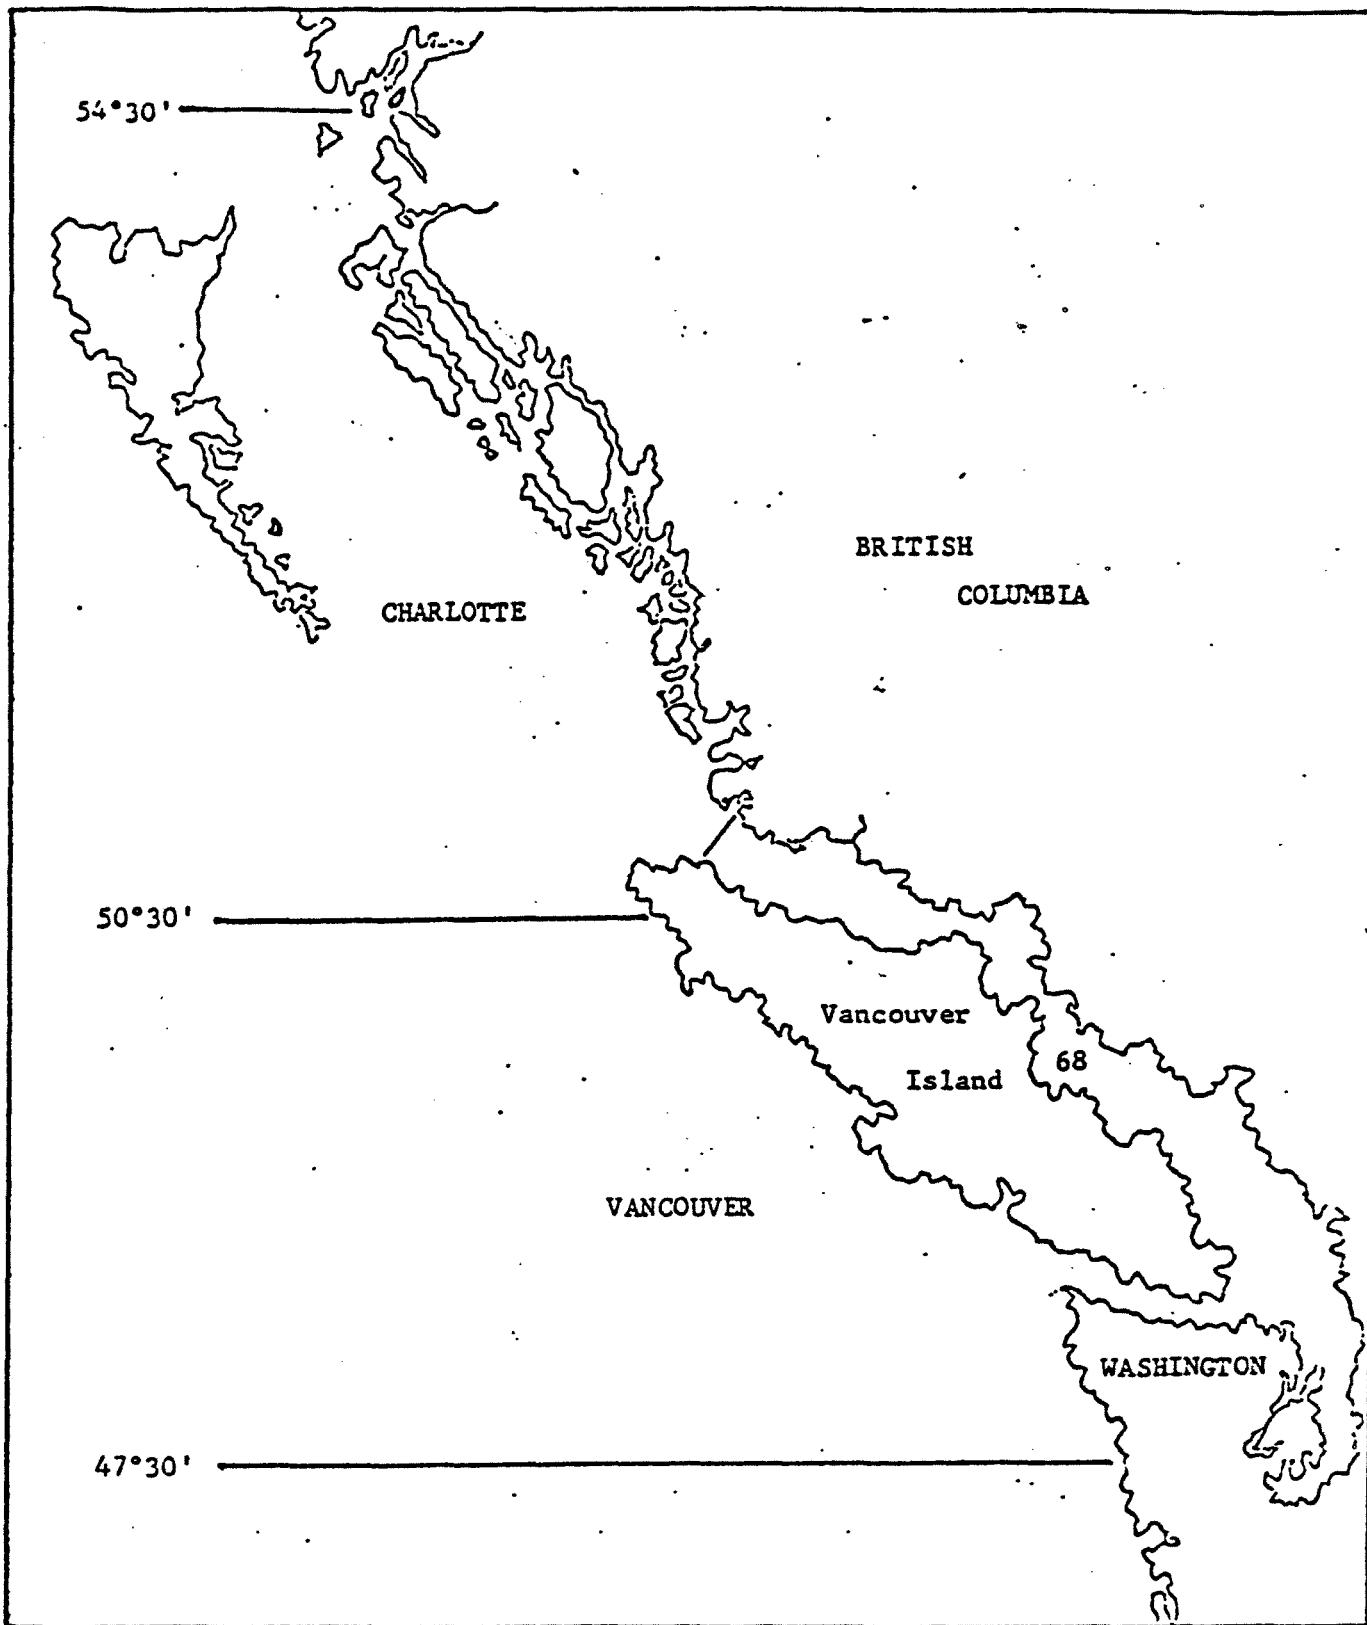 54°30'
BRITISH
COLUMBIA
CHARLOTTE
50°30'
Vancouver
Island
68
VANCOUVER
WASHINGTON
47°30'